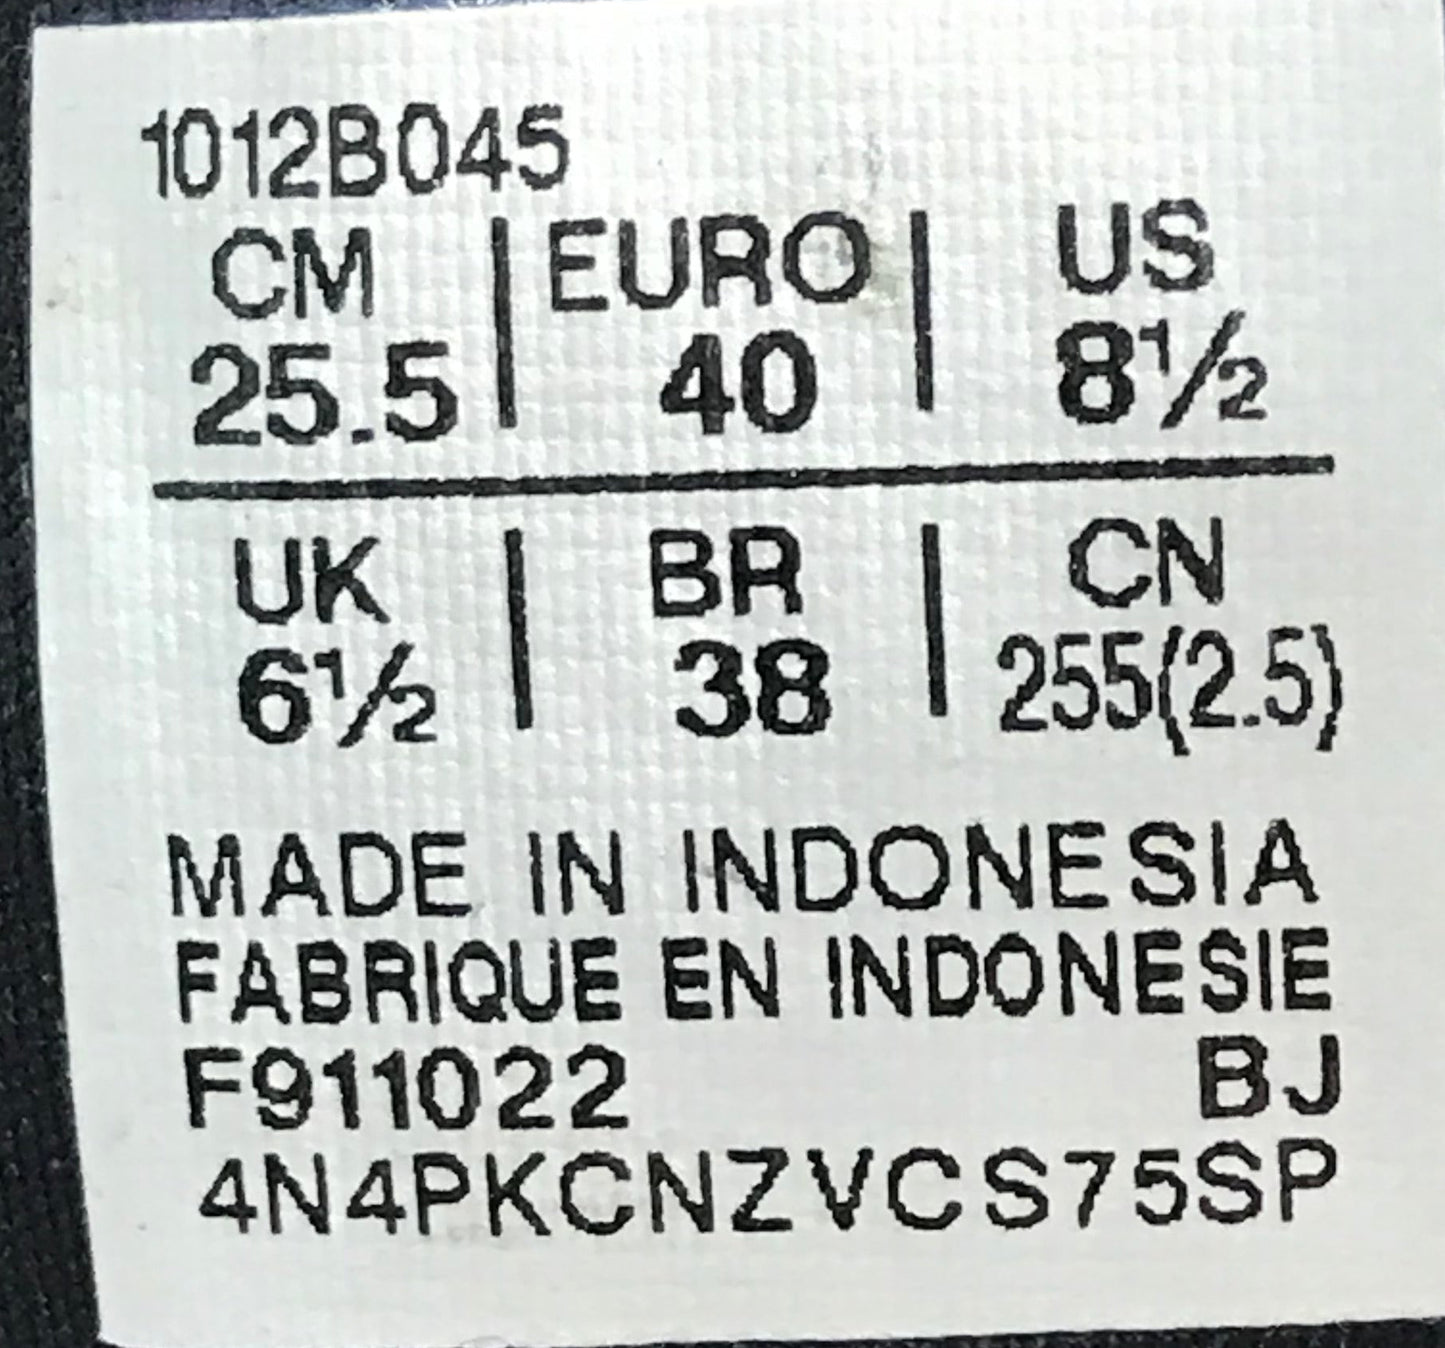 1012B045
CM | EURO | US
25.5 40 8½
UK | BR | CN
6½ 38 255(2.5)
MADE IN INDONESIA
FABRIQUE EN INDONESIE
F911022 BJ
4N4PKCNZVCS75SP